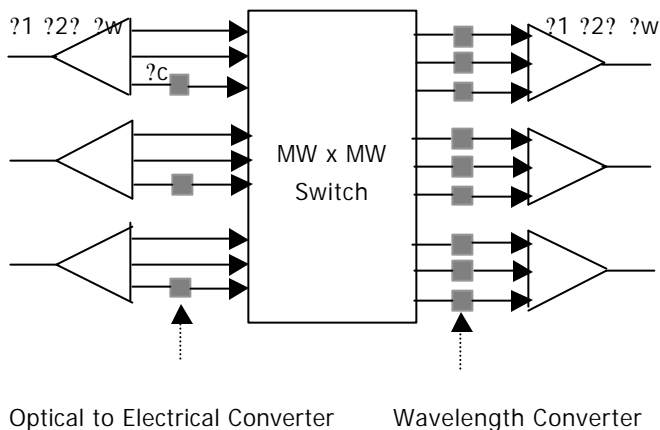 ?1 ?2? ?w
?1 ?2? ?w
?c
MW x MW
Switch
Optical to Electrical Converter
Wavelength Converter